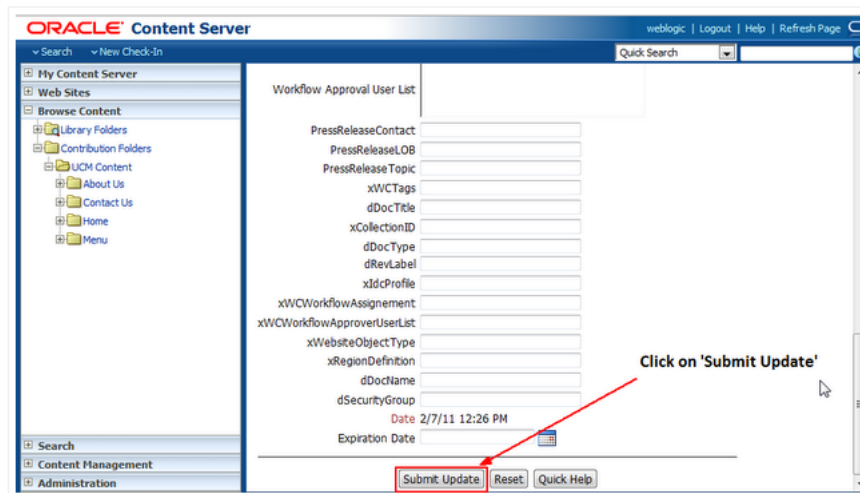 ORACLE Content Server
weblogic | Logout | Help | Refresh Page
Search New Check-In
Quick Search
My Content Server
Web Sites
Browse Content
Library Folders
Contribution Folders
UCM Content
About Us
Contact Us
Home
Menu
Search
Content Management
Administration
Workflow Approval User List
PressReleaseContact
PressReleaseLOB
PressReleaseTopic
xWCTags
dDocTitle
xCollectionID
dDocType
dRevLabel
xIdcProfile
xWCWorkflowAssignement
xWCWorkflowApproverUserList
xWebsiteObjectType
xRegionDefinition
dDocName
dSecurityGroup
Date 2/7/11 12:26 PM
Expiration Date
Click on 'Submit Update'
Submit Update Reset Quick Help